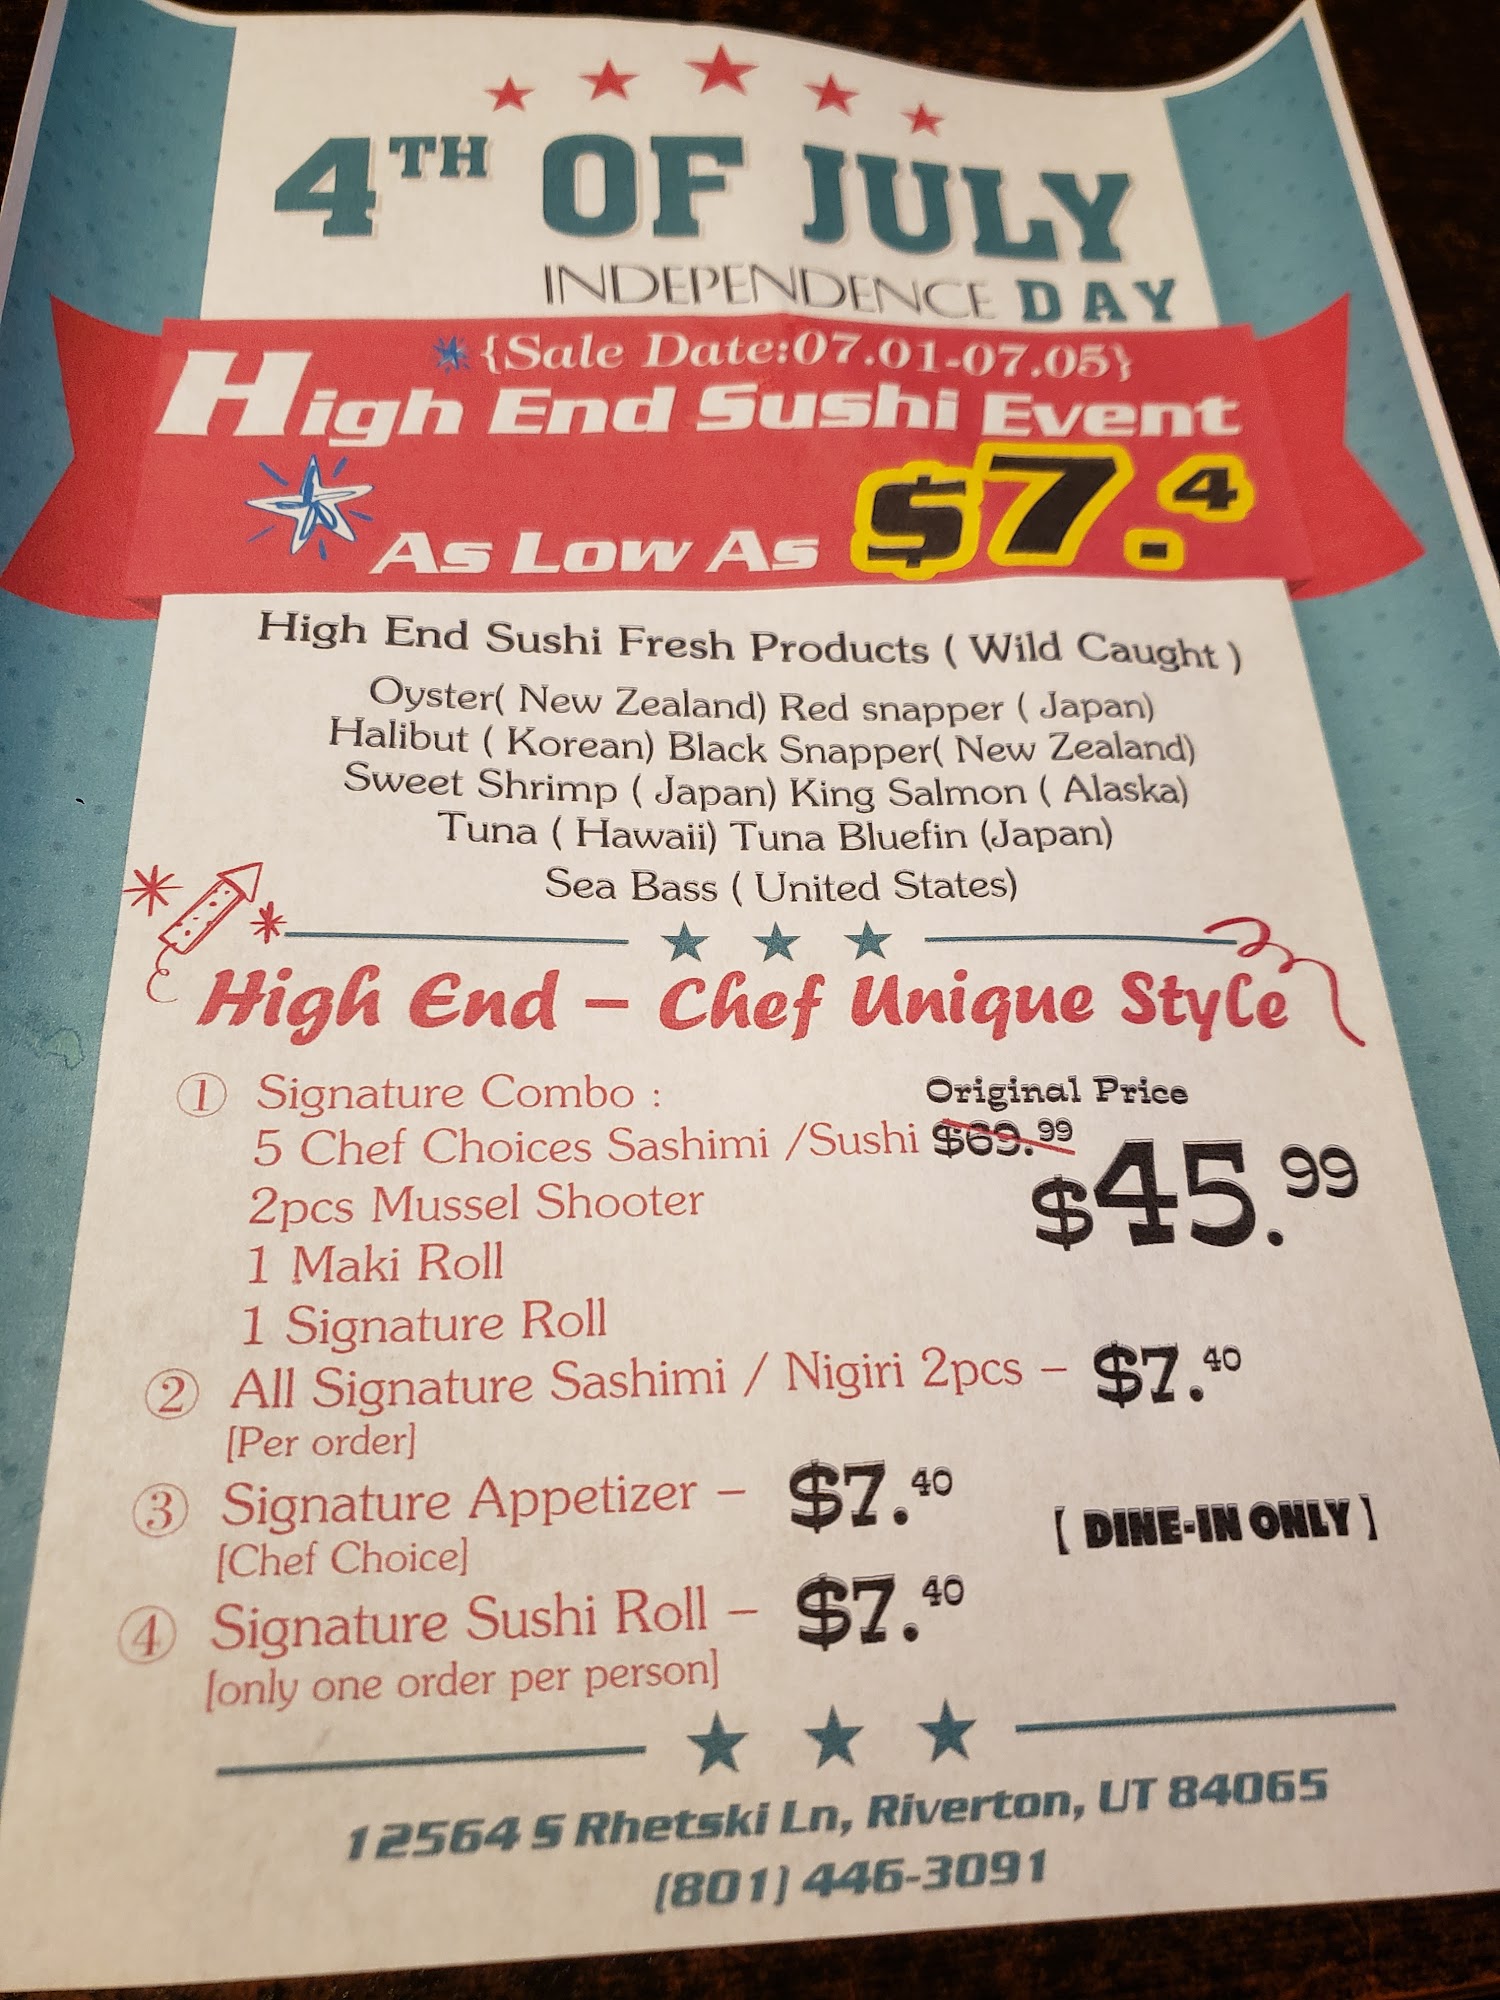 4TH OF JULY
INDEPENDENCE DAY
{Sale Date:07.01-07.05}
High End Sushi Event
As Low As $7.4
High End Sushi Fresh Products ( Wild Caught )
Oyster( New Zealand) Red snapper ( Japan)
Halibut ( Korean) Black Snapper( New Zealand)
Sweet Shrimp ( Japan) King Salmon ( Alaska)
Tuna ( Hawaii) Tuna Bluefin (Japan)
Sea Bass ( United States)
High End – Chef Unique Style
① Signature Combo : Original Price
5 Chef Choices Sashimi /Sushi $69.99
2pcs Mussel Shooter $45.99
1 Maki Roll
1 Signature Roll
② All Signature Sashimi / Nigiri 2pcs – $7.40
[Per order]
③ Signature Appetizer – $7.40
[Chef Choice] [ DINE-IN ONLY ]
④ Signature Sushi Roll – $7.40
[only one order per person]
12564 S Rhetski Ln, Riverton, UT 84065
(801) 446-3091